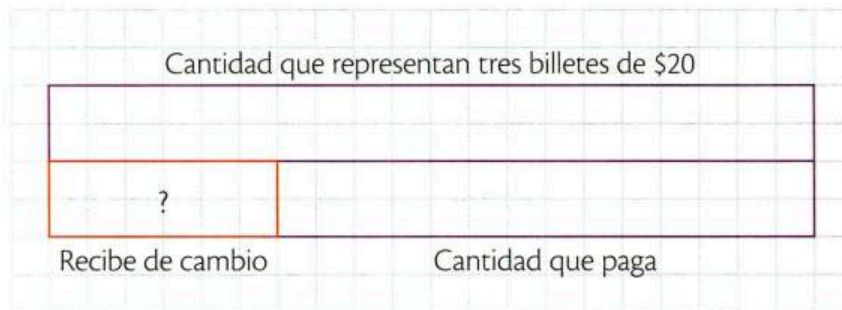 Cantidad que representan tres billetes de $20
?
Recibe de cambio Cantidad que paga